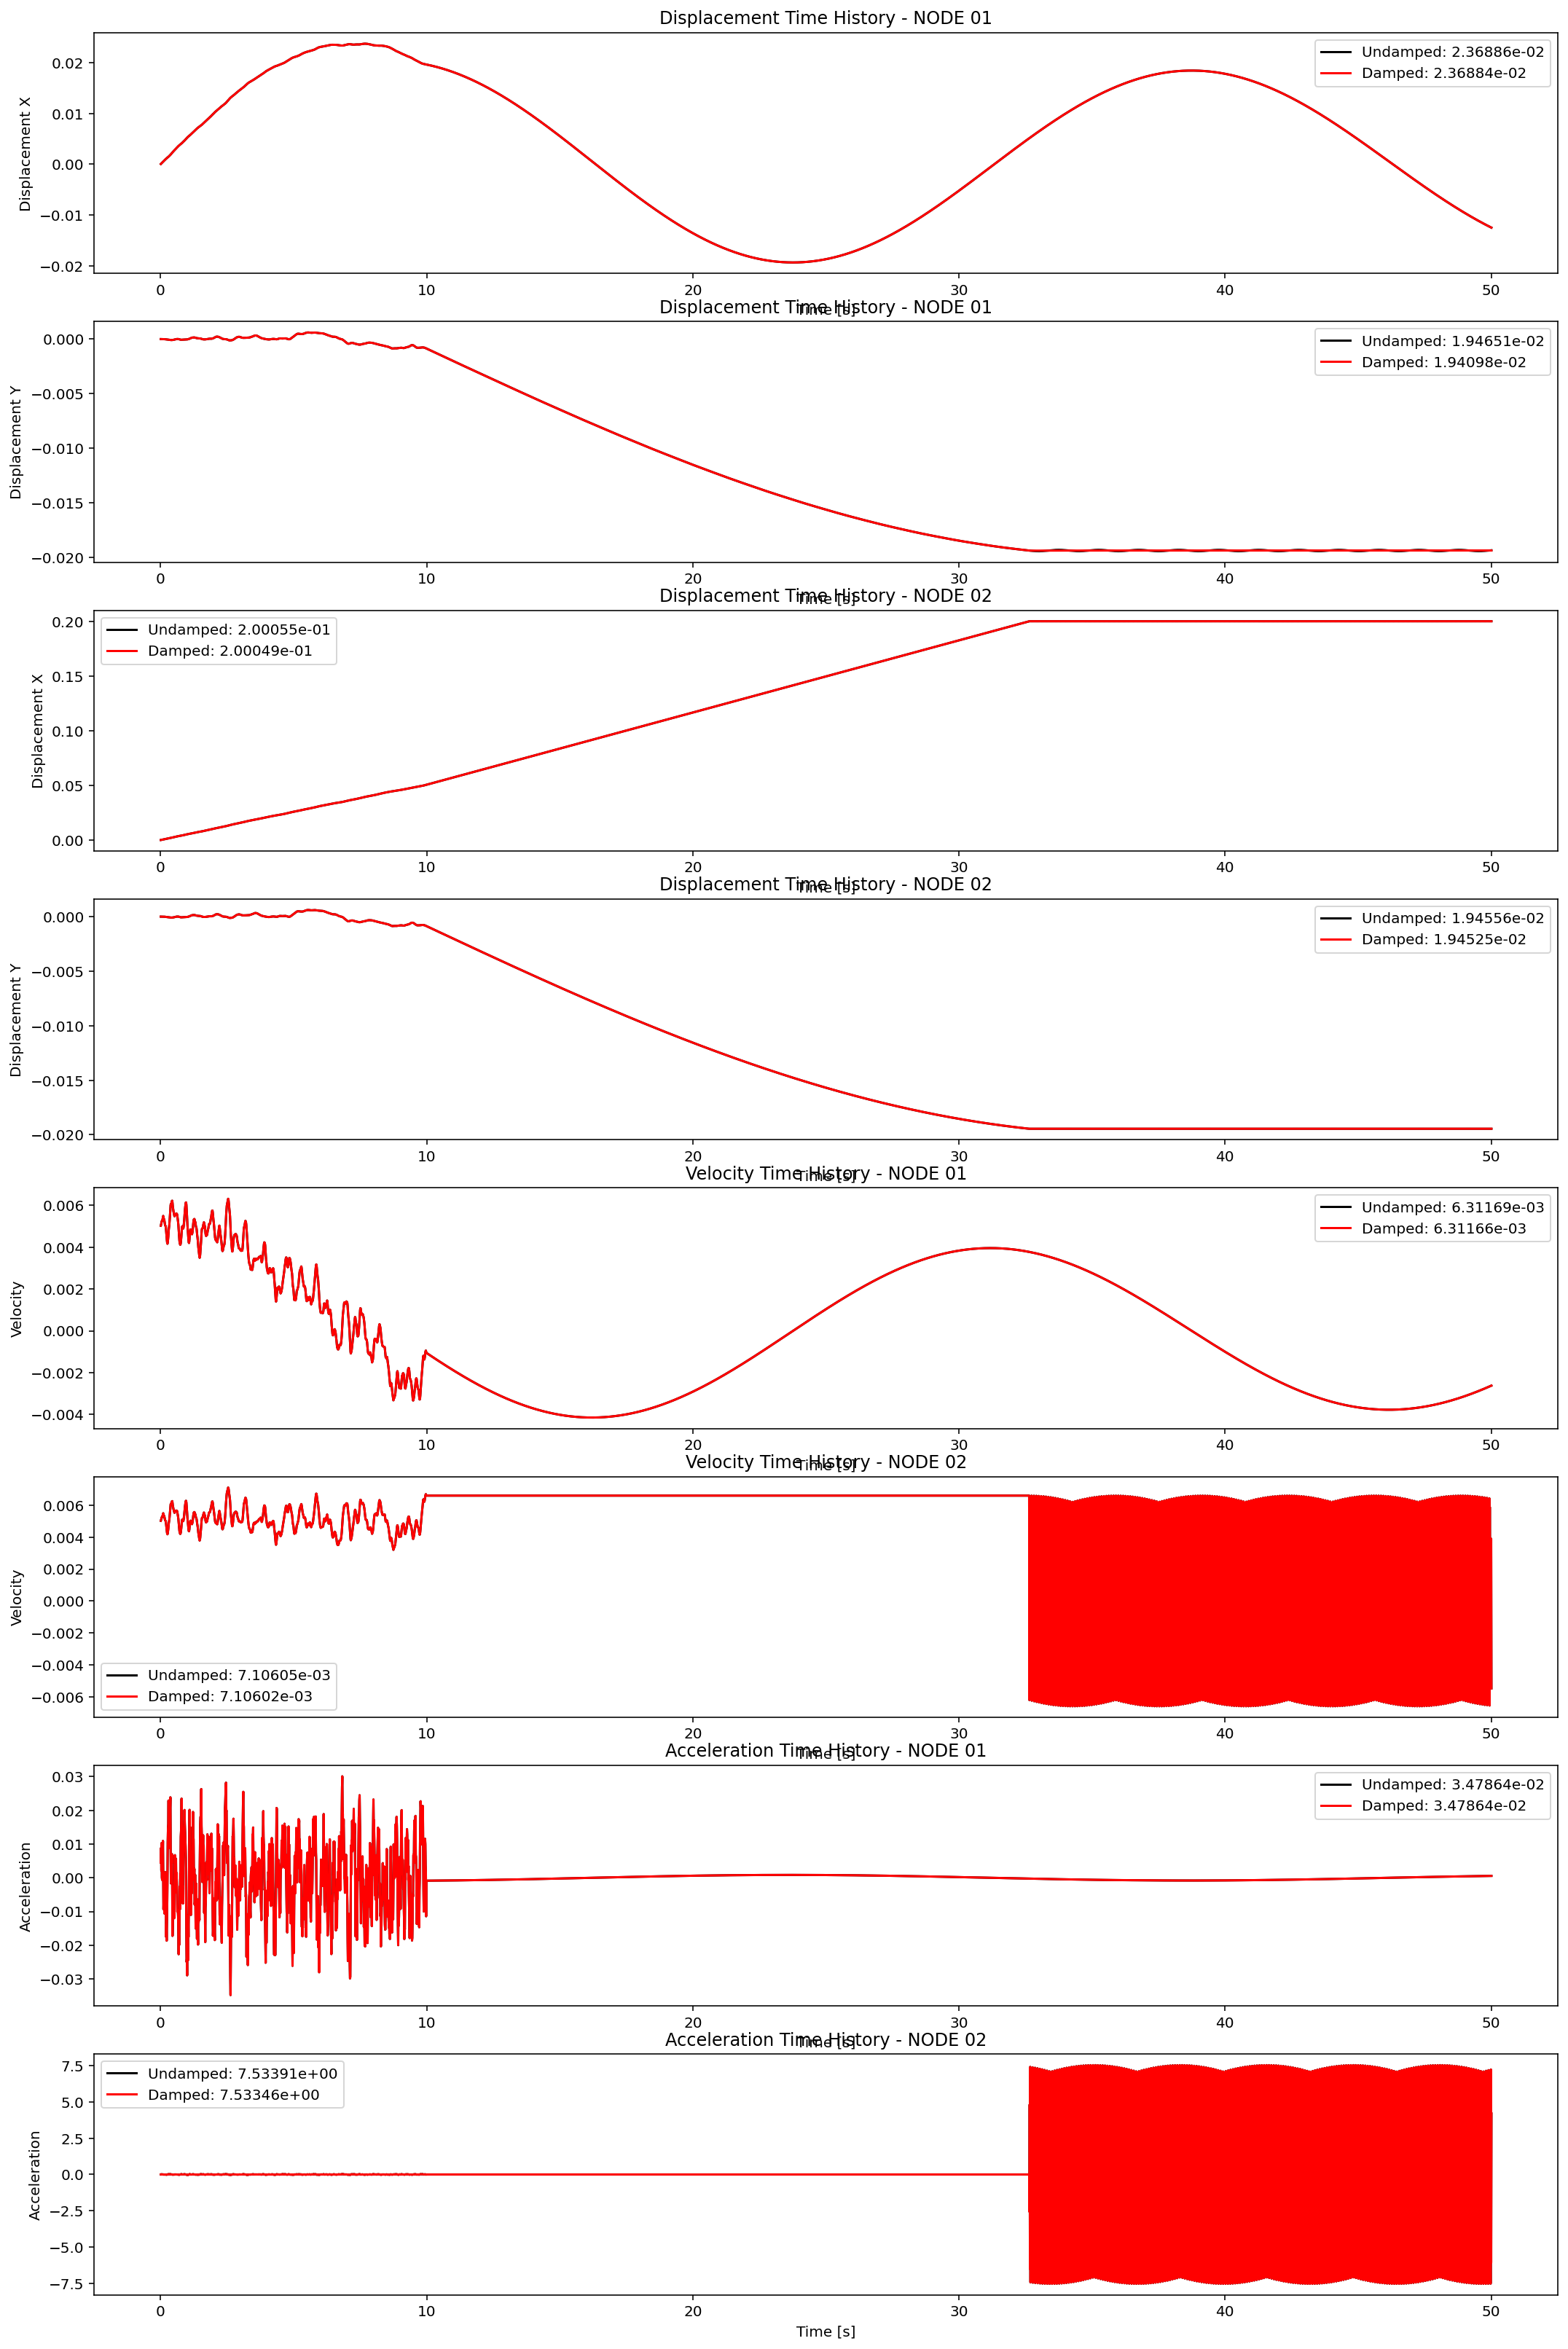 Displacement Time History - NODE 01
Undamped: 2.36886e-02
Damped: 2.36884e-02
Displacement X
0.02
0.01
0.00
−0.01
−0.02
0 10 20 30 40 50
Time [s]
Displacement Time History - NODE 01
Undamped: 1.94651e-02
Damped: 1.94098e-02
Displacement Y
0.000
−0.005
−0.010
−0.015
−0.020
0 10 20 30 40 50
Time [s]
Displacement Time History - NODE 02
Undamped: 2.00055e-01
Damped: 2.00049e-01
Displacement X
0.20
0.15
0.10
0.05
0.00
0 10 20 30 40 50
Time [s]
Displacement Time History - NODE 02
Undamped: 1.94556e-02
Damped: 1.94525e-02
Displacement Y
0.000
−0.005
−0.010
−0.015
−0.020
0 10 20 30 40 50
Time [s]
Velocity Time History - NODE 01
Undamped: 6.31169e-03
Damped: 6.31166e-03
Velocity
0.006
0.004
0.002
0.000
−0.002
−0.004
0 10 20 30 40 50
Time [s]
Velocity Time History - NODE 02
Undamped: 7.10605e-03
Damped: 7.10602e-03
Velocity
0.006
0.004
0.002
0.000
−0.002
−0.004
−0.006
0 10 20 30 40 50
Time [s]
Acceleration Time History - NODE 01
Undamped: 3.47864e-02
Damped: 3.47864e-02
Acceleration
0.03
0.02
0.01
0.00
−0.01
−0.02
−0.03
0 10 20 30 40 50
Time [s]
Acceleration Time History - NODE 02
Undamped: 7.53391e+00
Damped: 7.53346e+00
Acceleration
7.5
5.0
2.5
0.0
−2.5
−5.0
−7.5
0 10 20 30 40 50
Time [s]